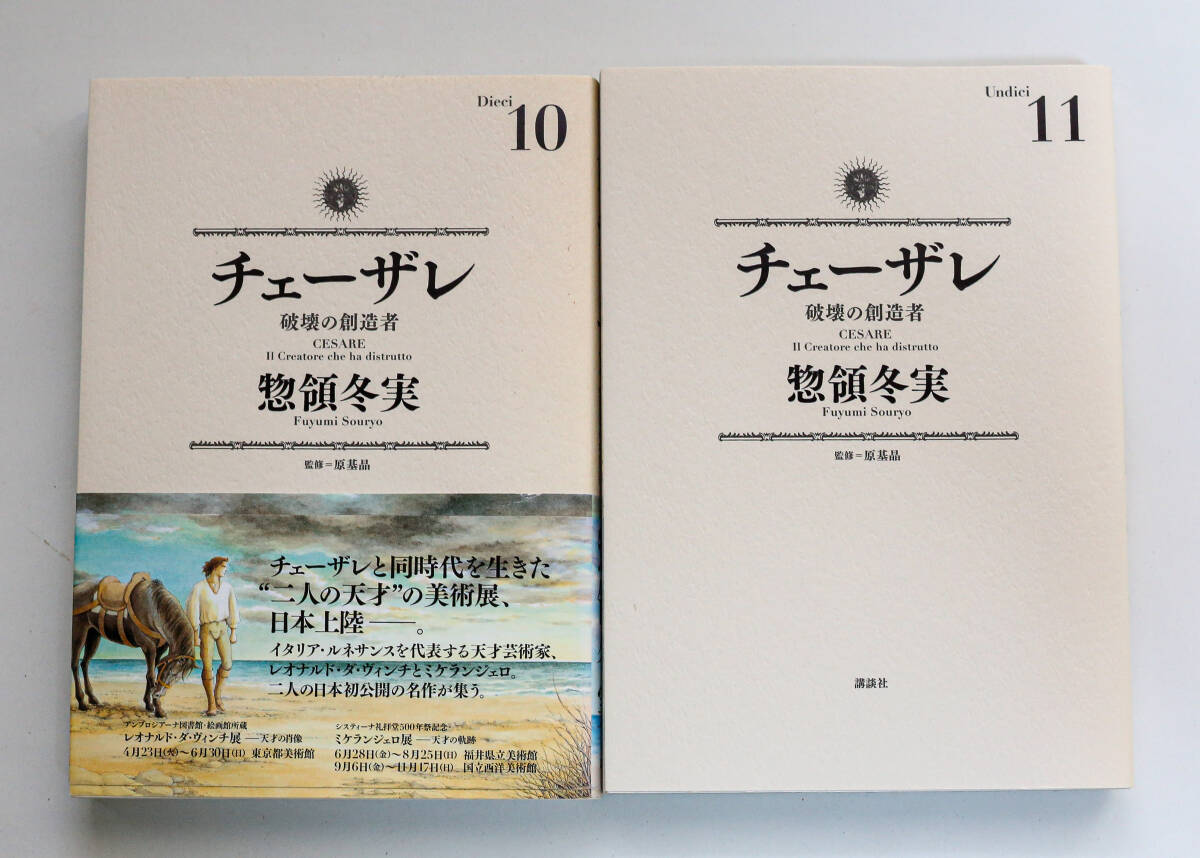 Dieci
10
チェーザレ
破壊の創造者
CESARE
Il Creatore che ha distrutto
惣領冬実
Fuyumi Souryo
監修＝原基晶
チェーザレと同時代を生きた
“二人の天才”の美術展、
日本上陸──。
イタリア・ルネサンスを代表する天才芸術家、
レオナルド・ダ・ヴィンチとミケランジェロ。
二人の日本初公開の名作が集う。
アンブロジアーナ図書館・絵画館所蔵
レオナルド・ダ・ヴィンチ展 ─天才の肖像
4月23日(火)～6月30日(日) 東京都美術館
システィーナ礼拝堂500年祭記念
ミケランジェロ展 ─天才の軌跡
6月28日(金)～8月25日(日) 福井県立美術館
9月6日(金)～11月17日(日) 国立西洋美術館
Undici
11
チェーザレ
破壊の創造者
CESARE
Il Creatore che ha distrutto
惣領冬実
Fuyumi Souryo
監修＝原基晶
講談社